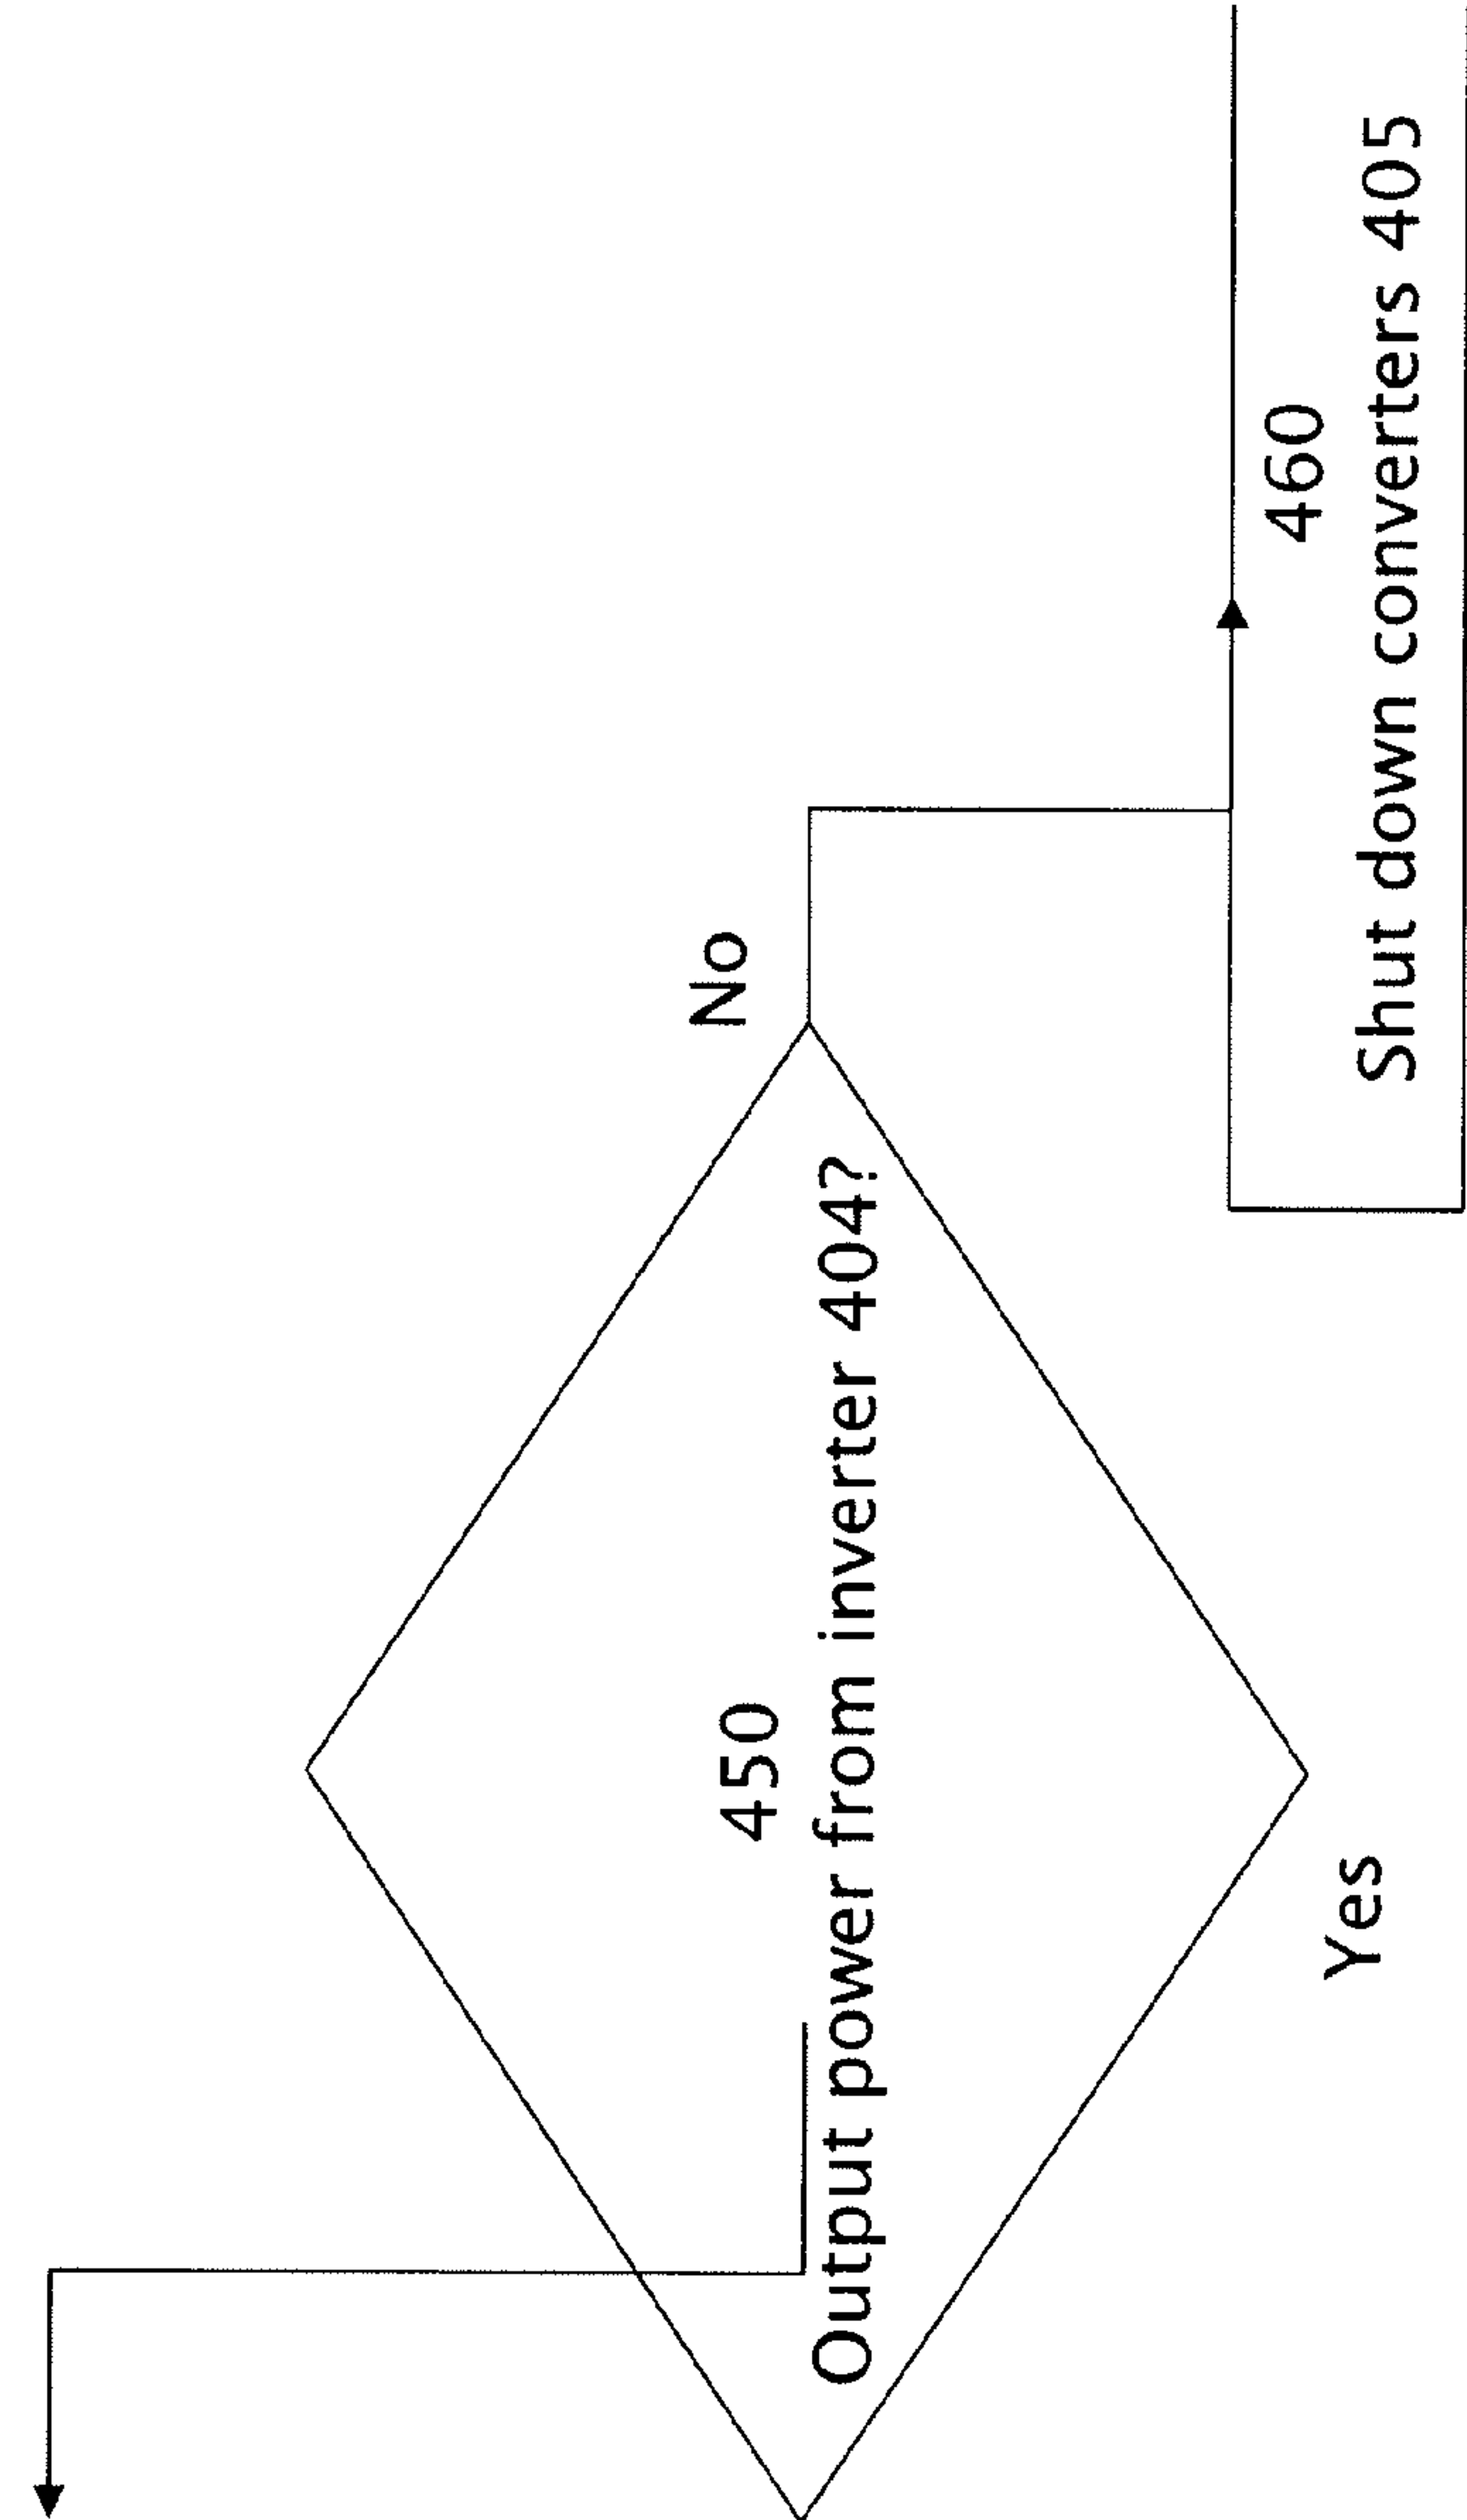 450
Output power from inverter 404?
No
Yes
460
Shut down converters 405